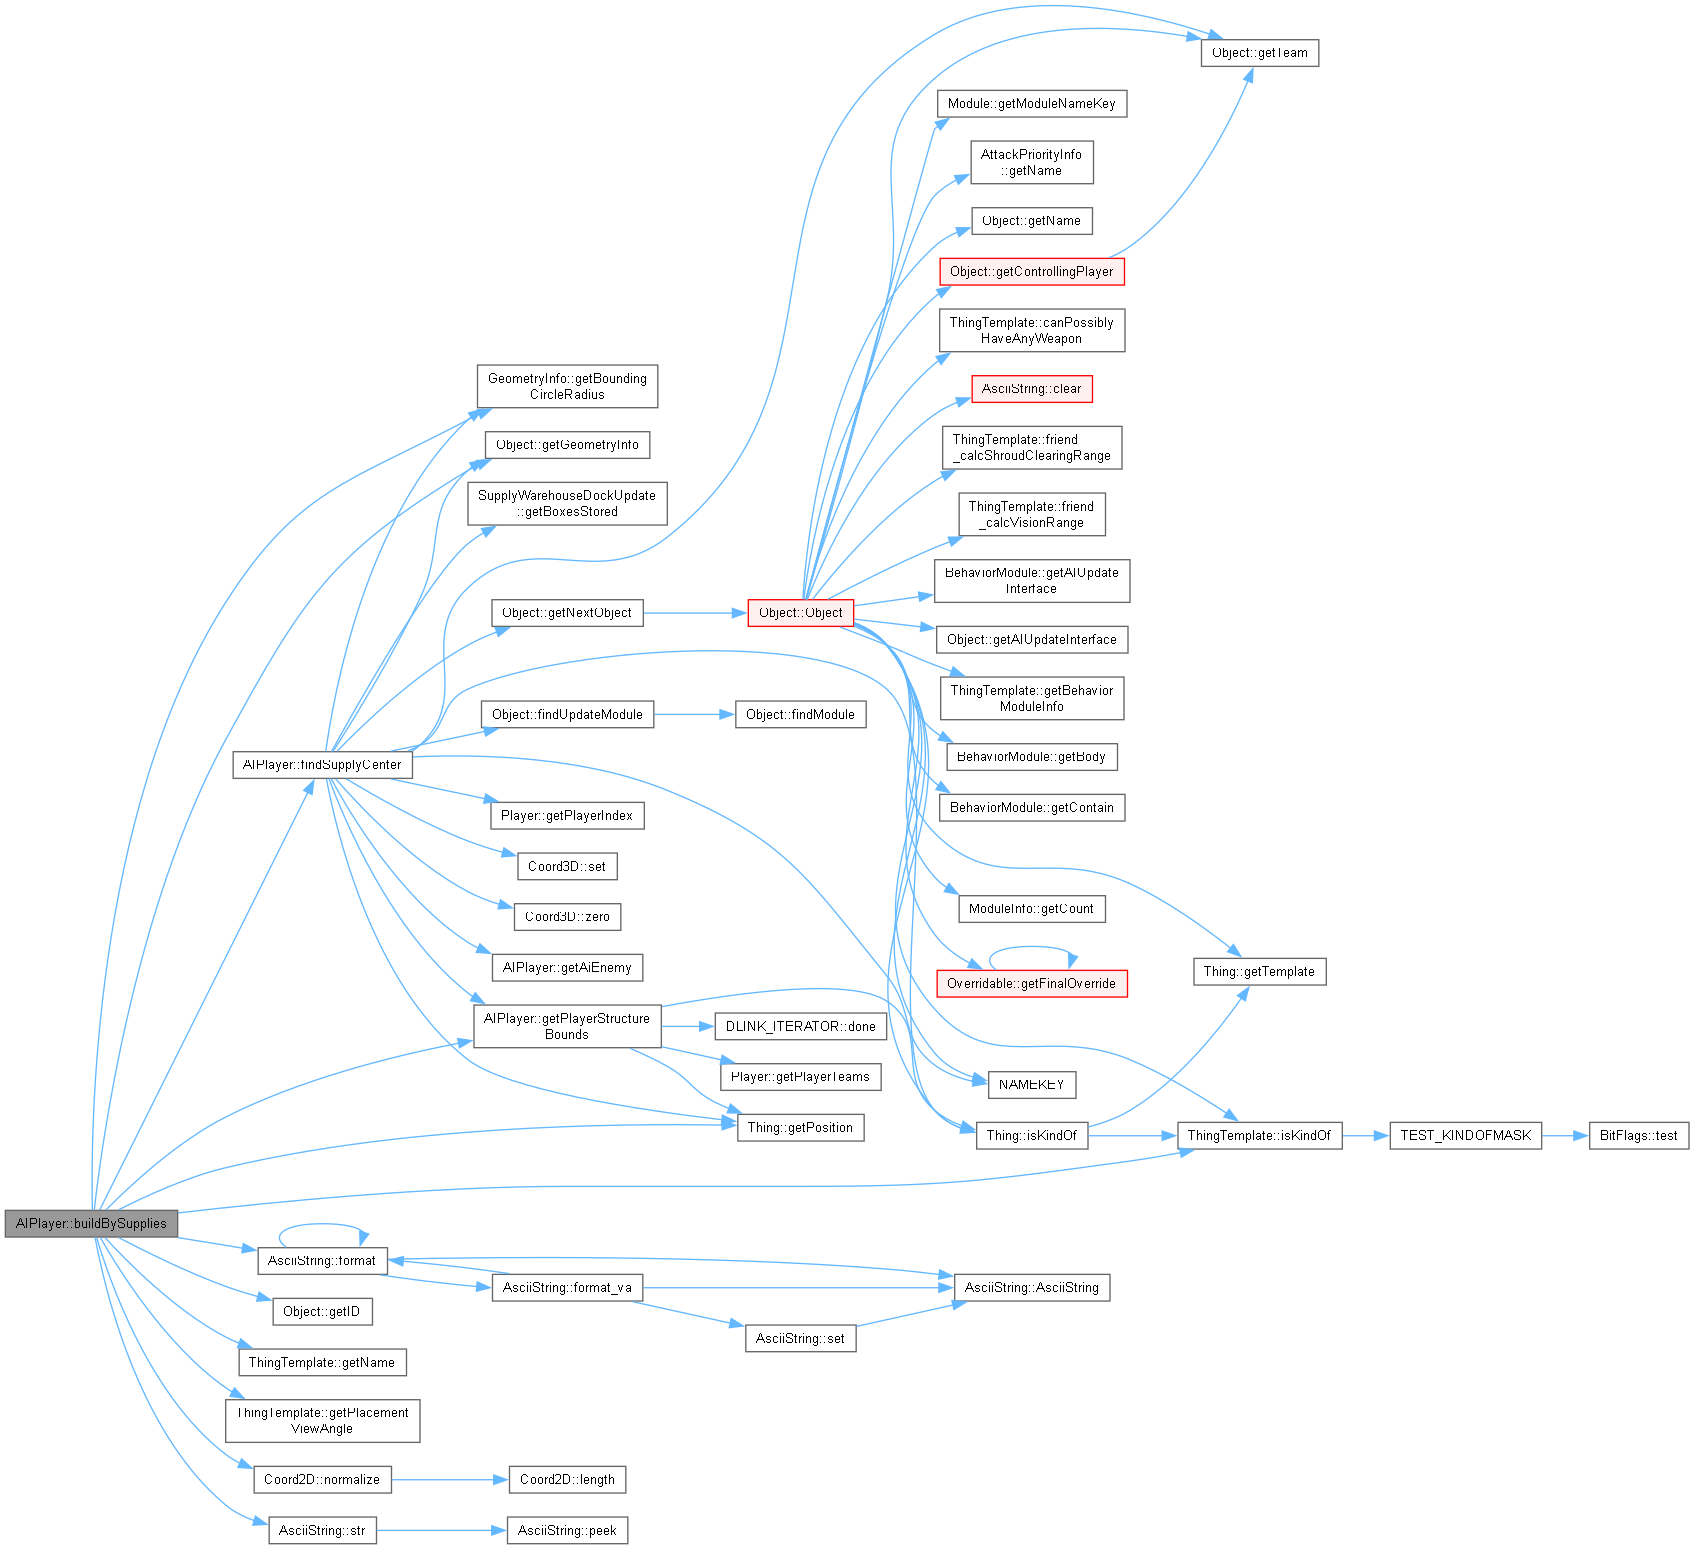 Object::getTeam
Module::getModuleNameKey
AttackPriorityInfo
::getName
Object::getName
Object::getControllingPlayer
ThingTemplate::canPossibly
HaveAnyWeapon
GeometryInfo::getBounding
CircleRadius
AsciiString::clear
Object::getGeometryInfo
ThingTemplate::friend
_calcShroudClearingRange
SupplyWarehouseDockUpdate
::getBoxesStored
ThingTemplate::friend
_calcVisionRange
BehaviorModule::getAIUpdate
Interface
Object::getNextObject
Object::Object
Object::getAIUpdateInterface
ThingTemplate::getBehavior
ModuleInfo
Object::findUpdateModule
Object::findModule
BehaviorModule::getBody
AIPlayer::findSupplyCenter
BehaviorModule::getContain
Player::getPlayerIndex
Coord3D::set
ModuleInfo::getCount
Coord3D::zero
AIPlayer::getAiEnemy
Thing::getTemplate
Overridable::getFinalOverride
AIPlayer::getPlayerStructure
Bounds
DLINK_ITERATOR::done
Player::getPlayerTeams
NAMEKEY
Thing::getPosition
Thing::isKindOf
ThingTemplate::isKindOf
TEST_KINDOFMASK
BitFlags::test
AIPlayer::buildBySupplies
AsciiString::format
AsciiString::format_va
AsciiString::AsciiString
Object::getID
AsciiString::set
ThingTemplate::getName
ThingTemplate::getPlacement
ViewAngle
Coord2D::normalize
Coord2D::length
AsciiString::str
AsciiString::peek